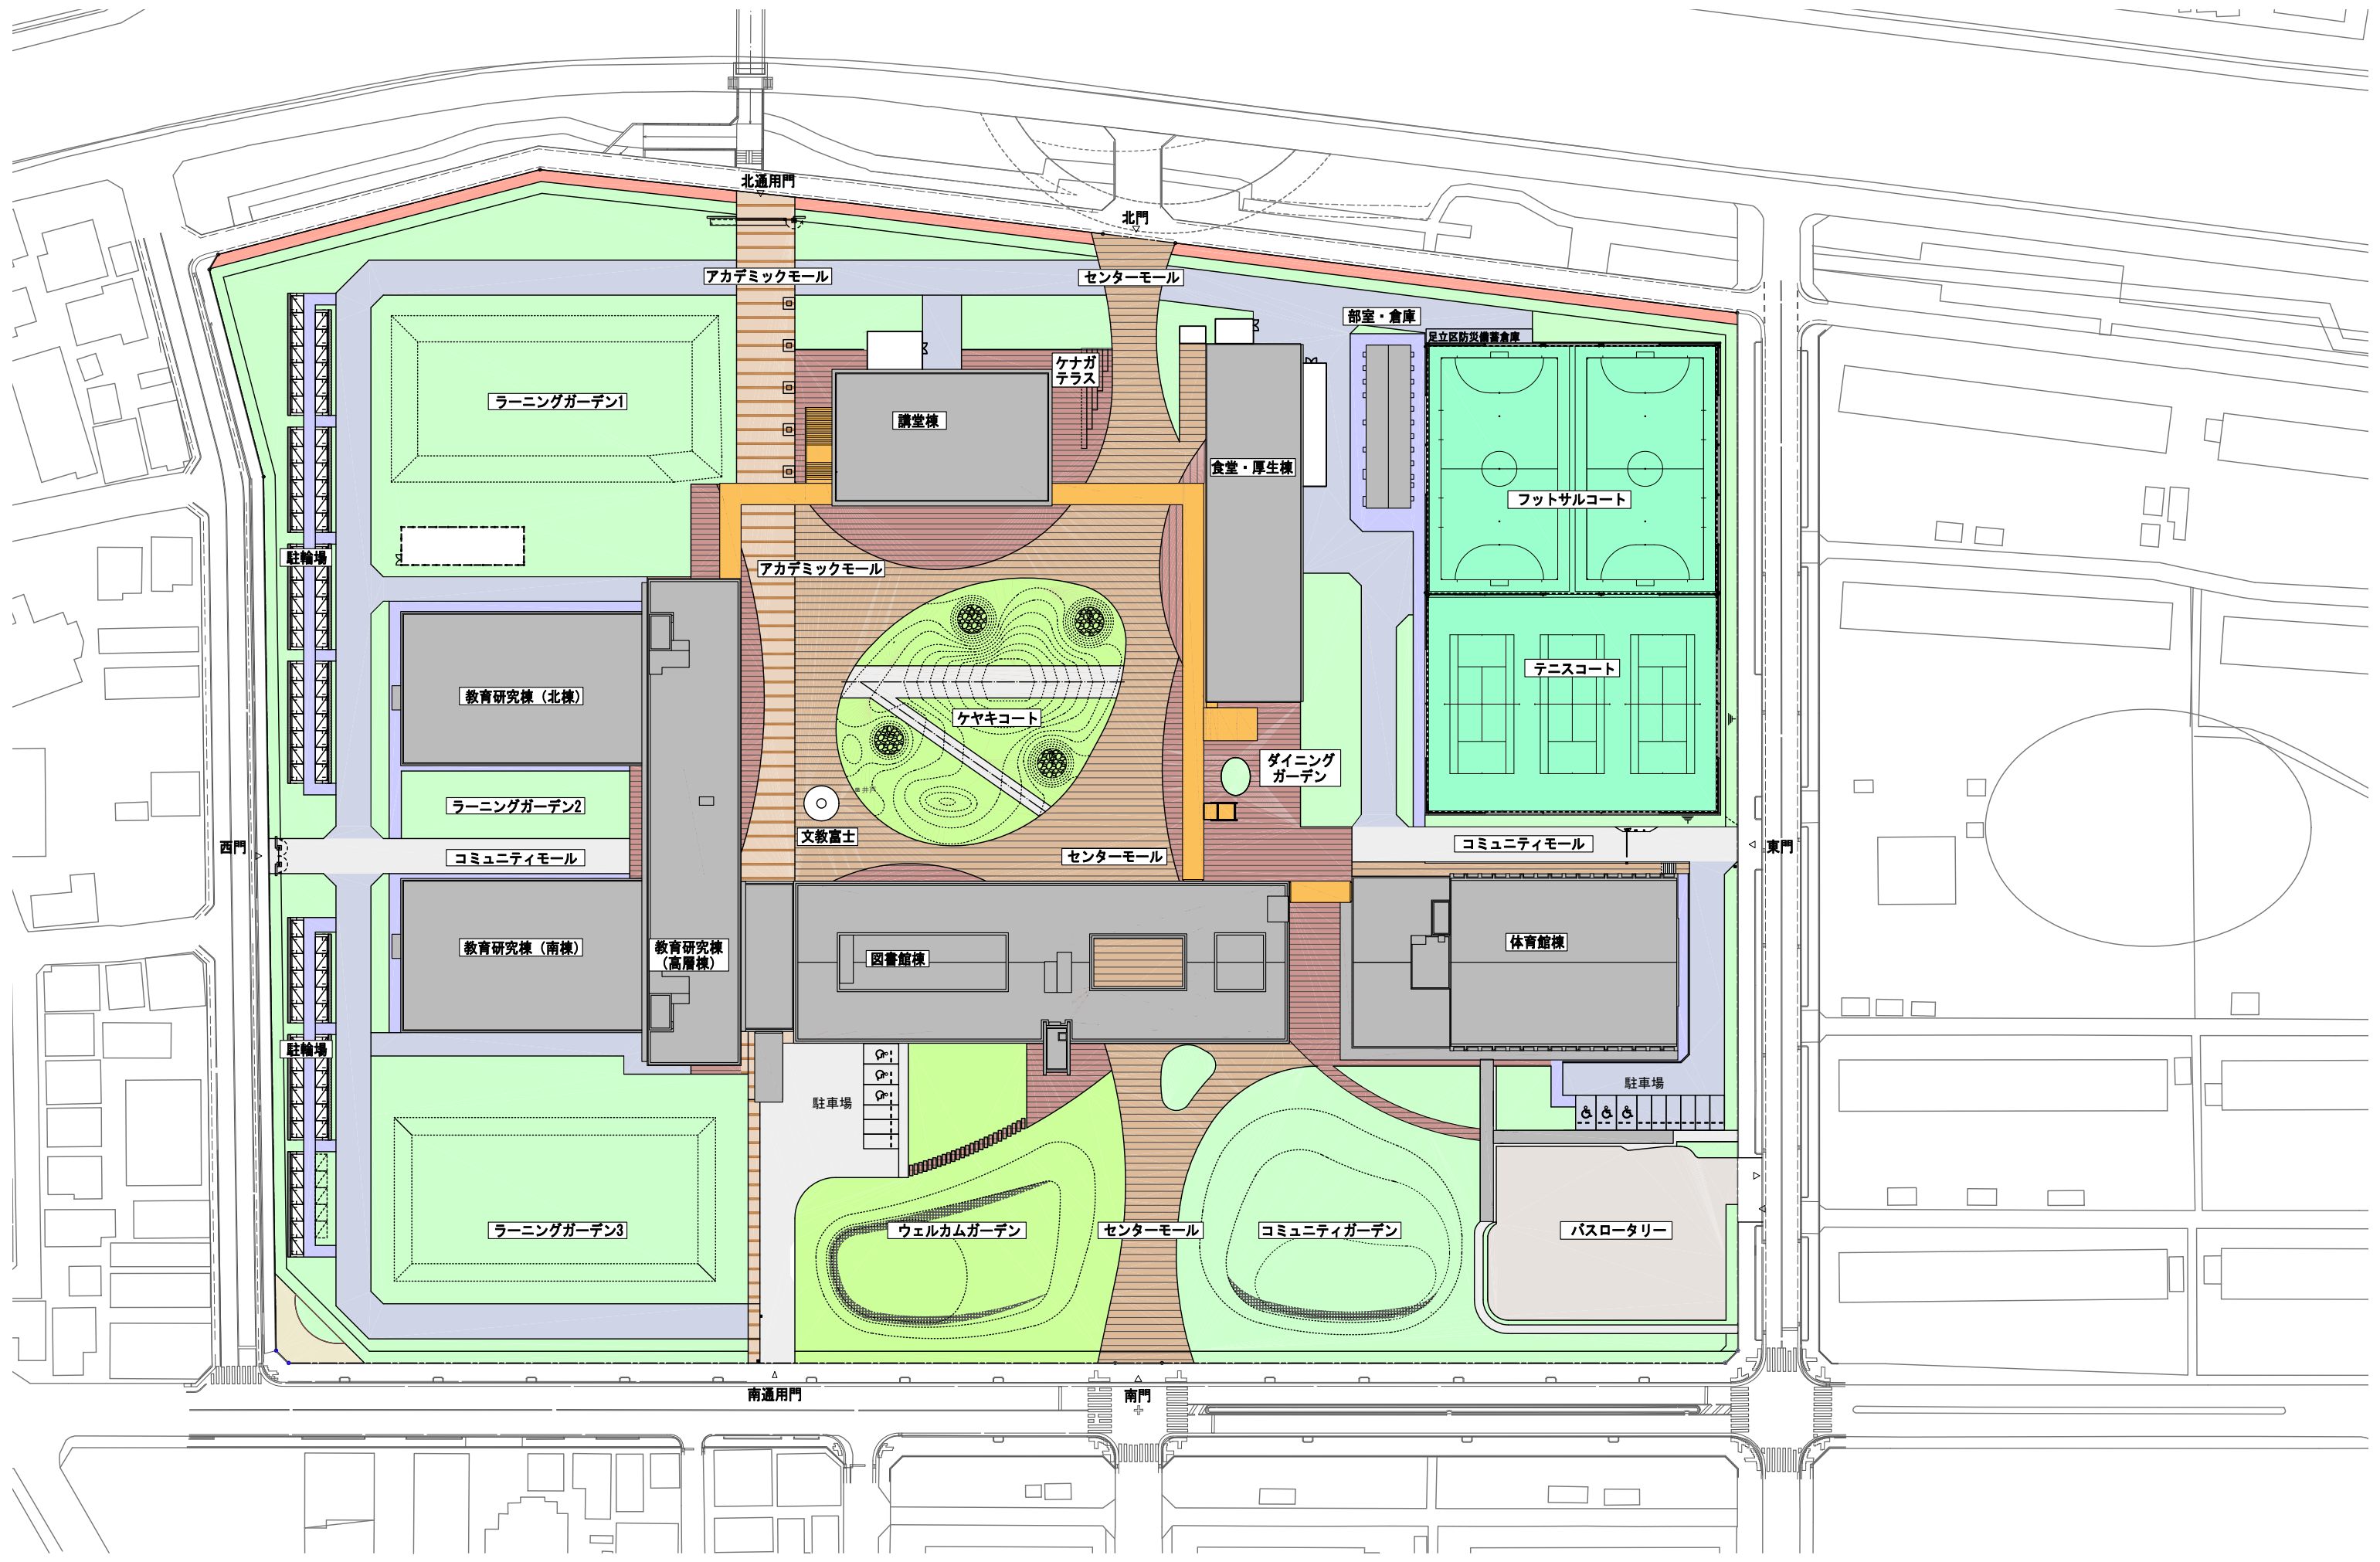 北通用門
北門
アカデミックモール
センターモール
部室・倉庫
足立区防災備蓄倉庫
ケナガ
テラス
ラーニングガーデン1
講堂棟
食堂・厚生棟
フットサルコート
駐輪場
アカデミックモール
テニスコート
教育研究棟（北棟）
ケヤキコート
ダイニング
ガーデン
ラーニングガーデン2
文教富士
西門
コミュニティモール
センターモール
コミュニティモール
東門
教育研究棟（南棟）
教育研究棟
（高層棟）
図書館棟
体育館棟
駐輪場
駐車場
駐車場
ラーニングガーデン3
ウェルカムガーデン
センターモール
コミュニティガーデン
バスロータリー
南通用門
南門